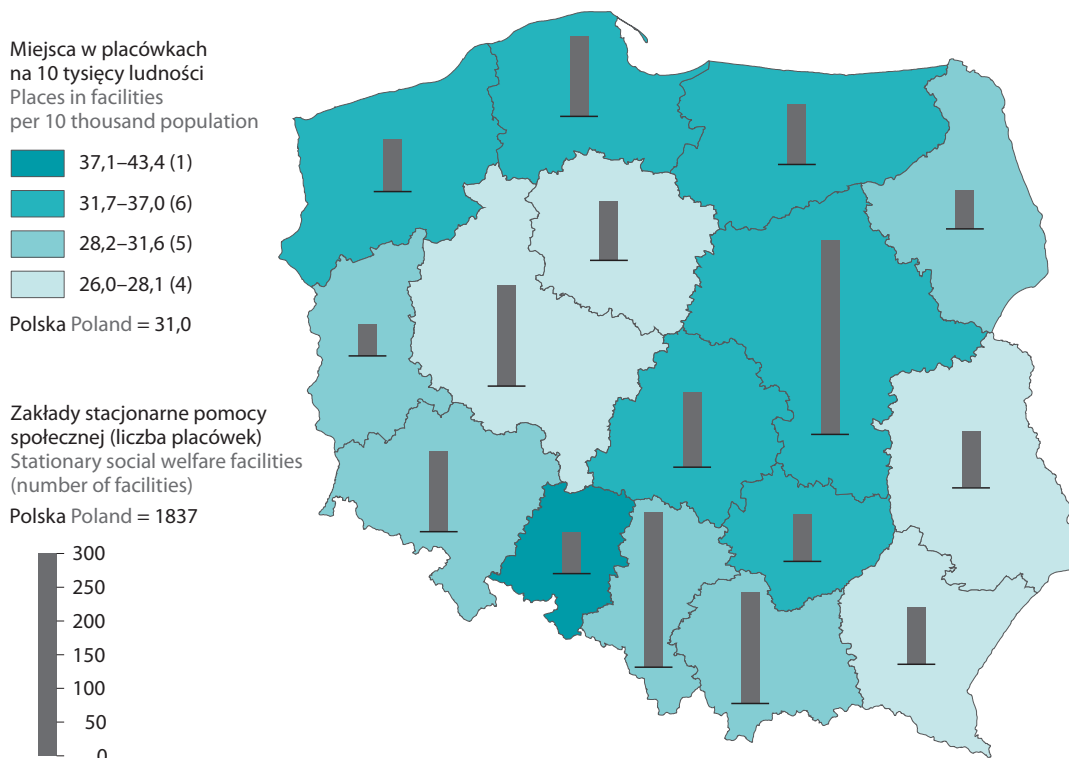 Miejsca w placówkach
na 10 tysięcy ludności
Places in facilities
per 10 thousand population
37,1–43,4 (1)
31,7–37,0 (6)
28,2–31,6 (5)
26,0–28,1 (4)
Polska Poland = 31,0
Zakłady stacjonarne pomocy
społecznej (liczba placówek)
Stationary social welfare facilities
(number of facilities)
Polska Poland = 1837
300
250
200
150
100
50
0